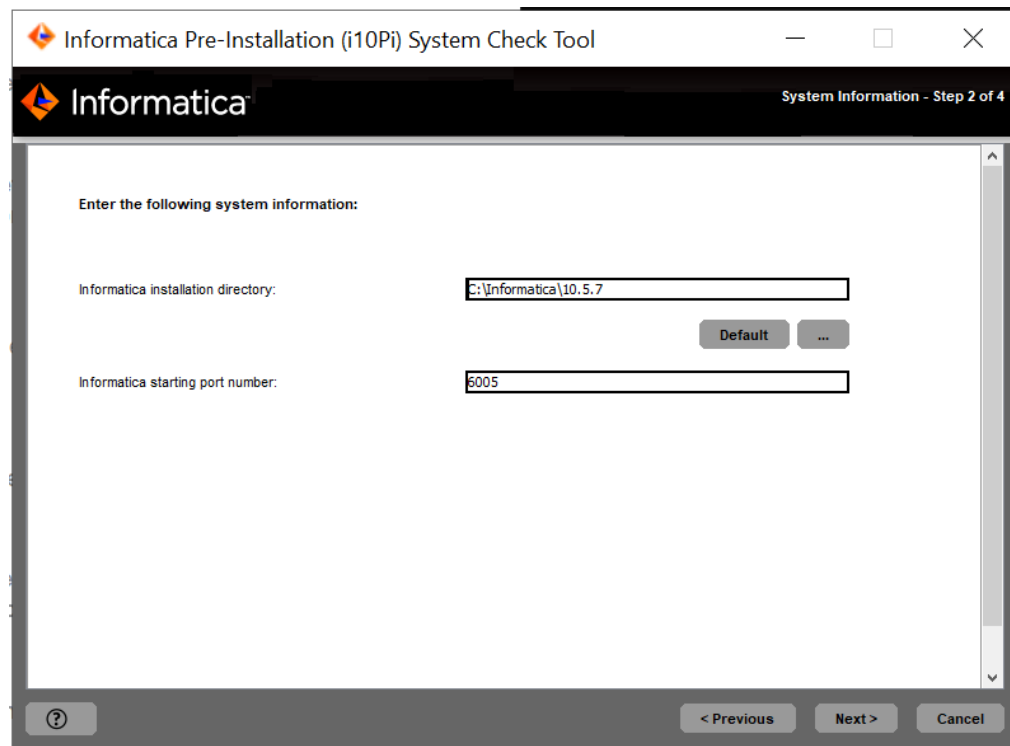 Informatica Pre-Installation (i10Pi) System Check Tool
Informatica
System Information - Step 2 of 4
Enter the following system information:
Informatica installation directory:
C:\Informatica\10.5.7
Default
...
Informatica starting port number:
6005
?
< Previous
Next >
Cancel